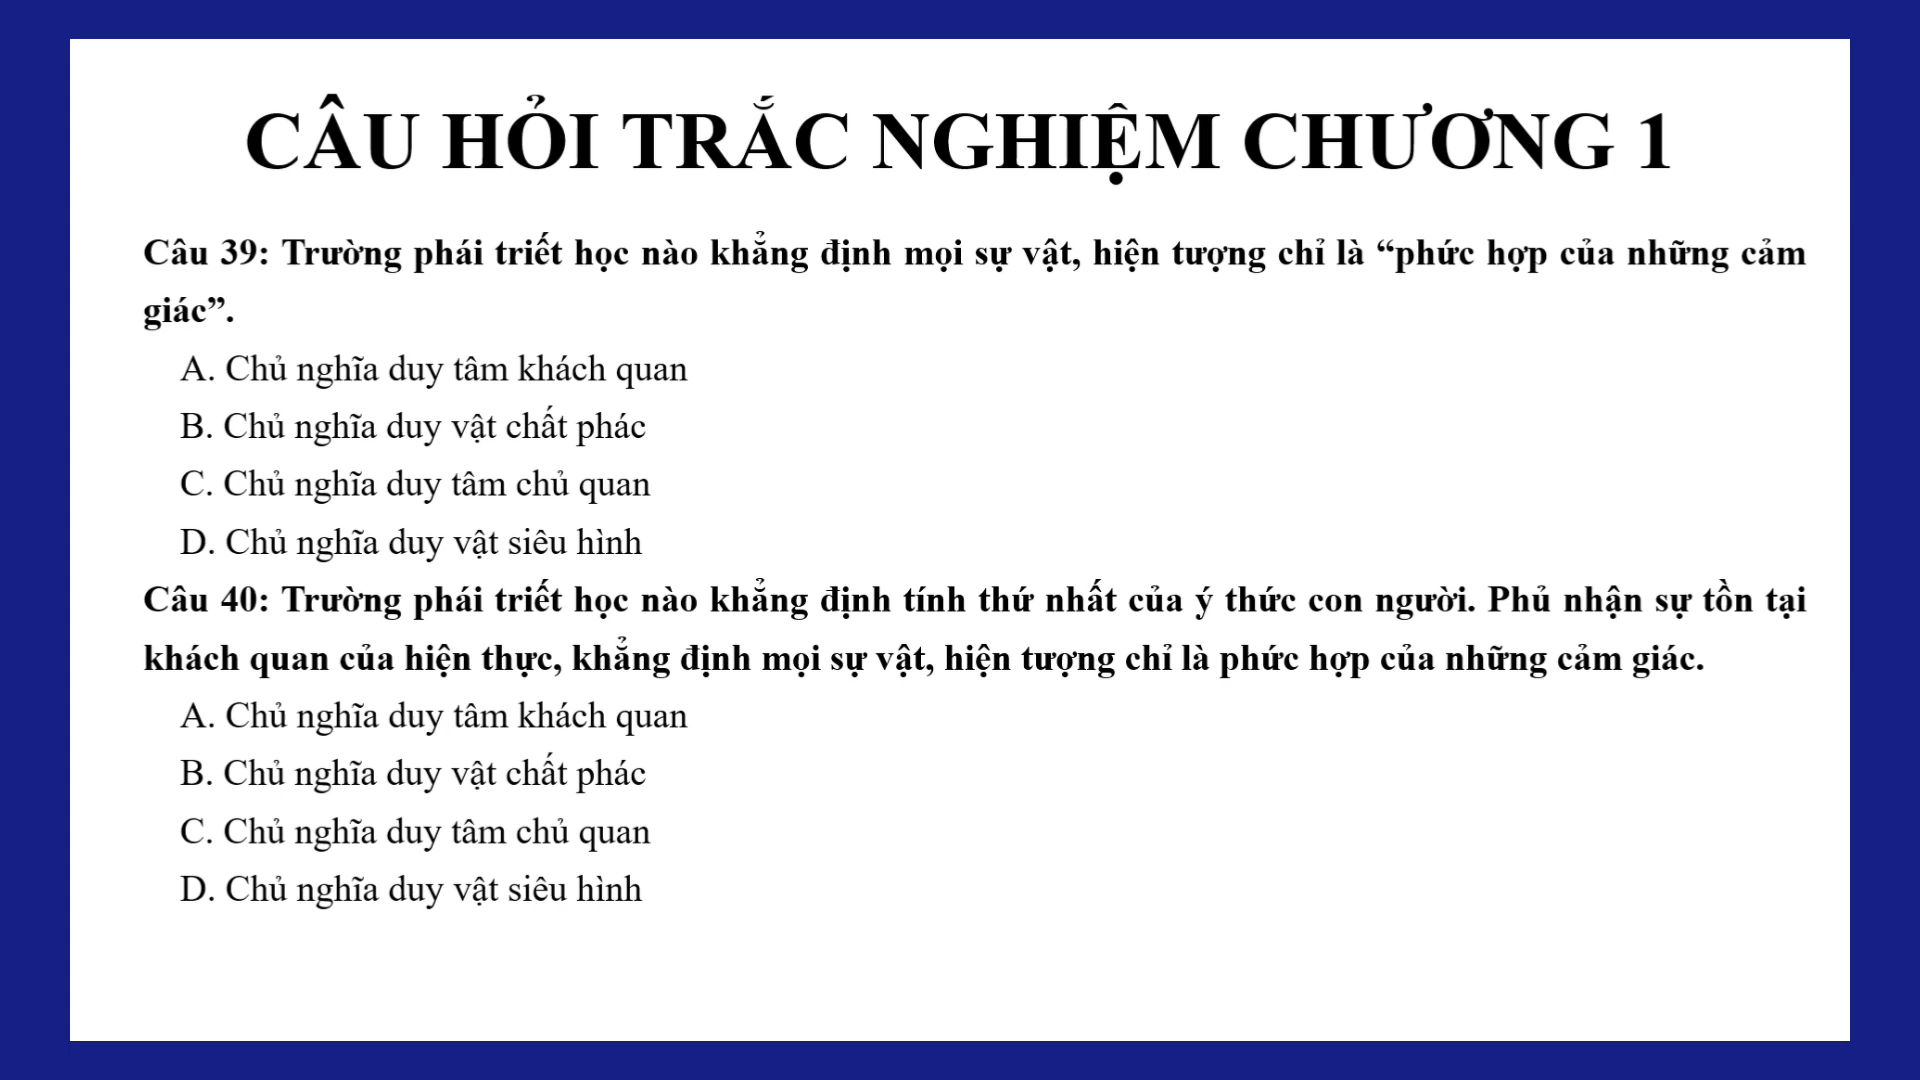 CÂU HỎI TRẮC NGHIỆM CHƯƠNG 1
Câu 39: Trường phái triết học nào khẳng định mọi sự vật, hiện tượng chỉ là “phức hợp của những cảm
giác”.
A. Chủ nghĩa duy tâm khách quan
B. Chủ nghĩa duy vật chất phác
C. Chủ nghĩa duy tâm chủ quan
D. Chủ nghĩa duy vật siêu hình
Câu 40: Trường phái triết học nào khẳng định tính thứ nhất của ý thức con người. Phủ nhận sự tồn tại
khách quan của hiện thực, khẳng định mọi sự vật, hiện tượng chỉ là phức hợp của những cảm giác.
A. Chủ nghĩa duy tâm khách quan
B. Chủ nghĩa duy vật chất phác
C. Chủ nghĩa duy tâm chủ quan
D. Chủ nghĩa duy vật siêu hình